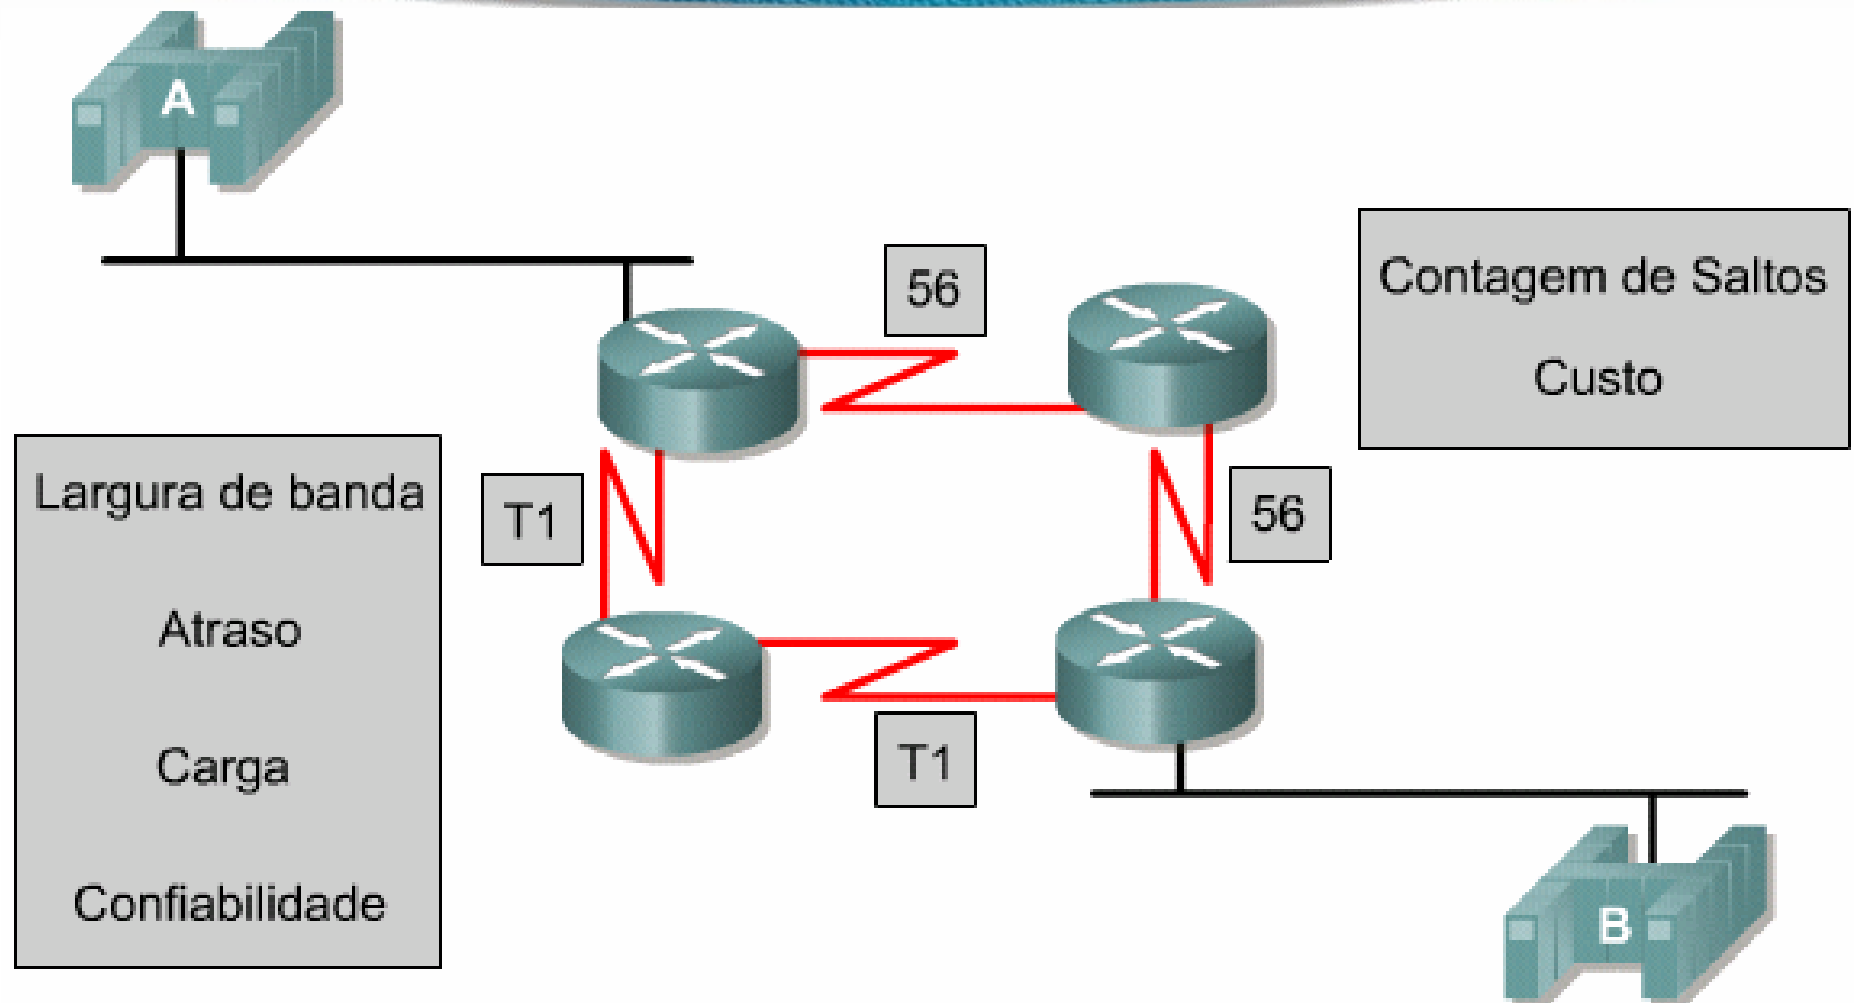 A
56
Contagem de Saltos
Custo
Largura de banda
Atraso
Carga
Confiabilidade
T1
56
T1
B